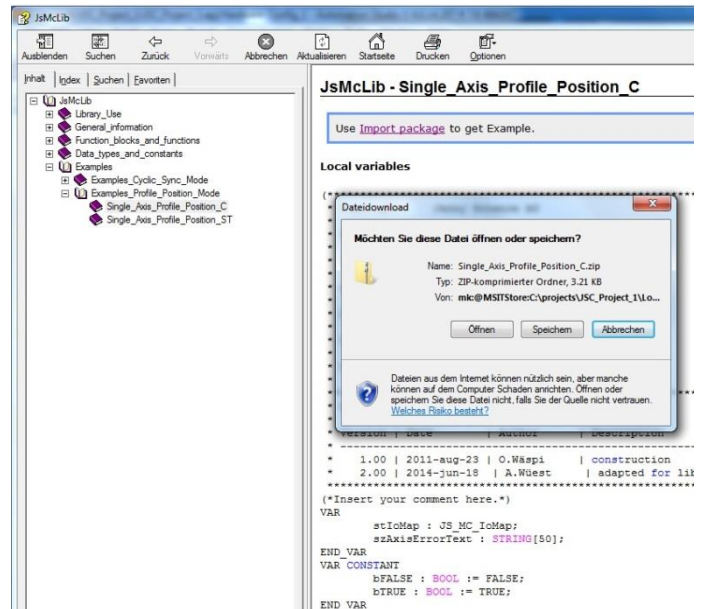 JsMcLib
Ausblenden Suchen Zurück Vorwärts Abbrechen Aktualisieren Startseite Drucken Optionen
Inhalt Index Suchen Favoriten
JsMcLib
Library_Use
General_information
Function_blocks_and_functions
Data_types_and_constants
Examples
Examples_Cyclic_Sync_Mode
Examples_Profile_Position_Mode
Single_Axis_Profile_Position_C
Single_Axis_Profile_Position_ST
JsMcLib - Single_Axis_Profile_Position_C
Use Import package to get Example.
Local variables
Dateidownload
Möchten Sie diese Datei öffnen oder speichern?
Name: Single_Axis_Profile_Position_C.zip
Typ: ZIP-komprimierter Ordner, 3.21 KB
Von: mk:@MSITStore:C:\projects\JSC_Project_1\Lo...
Öffnen Speichern Abbrechen
Dateien aus dem Internet können nützlich sein, aber manche
können auf dem Computer Schaden anrichten. Öffnen oder
speichern Sie diese Datei nicht, falls Sie der Quelle nicht vertrauen.
Welches Risiko besteht?
* Version | Date | Author | Description
* 1.00 | 2011-aug-23 | O.Wäspi | construction
* 2.00 | 2014-jun-18 | A.Wüest | adapted for lib
(*Insert your comment here.*)
VAR
stIoMap : JS_MC_IoMap;
szAxisErrorText : STRING[50];
END_VAR
VAR CONSTANT
bFALSE : BOOL := FALSE;
bTRUE : BOOL := TRUE;
END_VAR